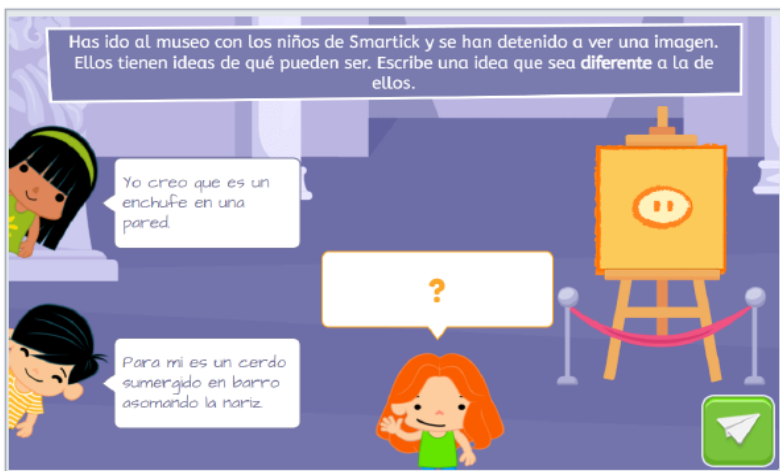 Has ido al museo con los niños de Smartick y se han detenido a ver una imagen.
Ellos tienen ideas de qué pueden ser. Escribe una idea que sea diferente a la de
ellos.
Yo creo que es un
enchufe en una
pared.
?
Para mi es un cerdo
sumergido en barro
asomando la nariz.